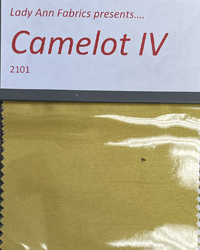 Lady Ann Fabrics presents....
Camelot IV
2101